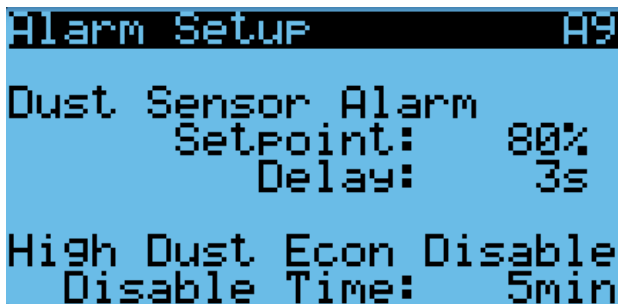 Alarm Setup A9
Dust Sensor Alarm
Setpoint: 80%
Delay: 3s
High Dust Econ Disable
Disable Time: 5min